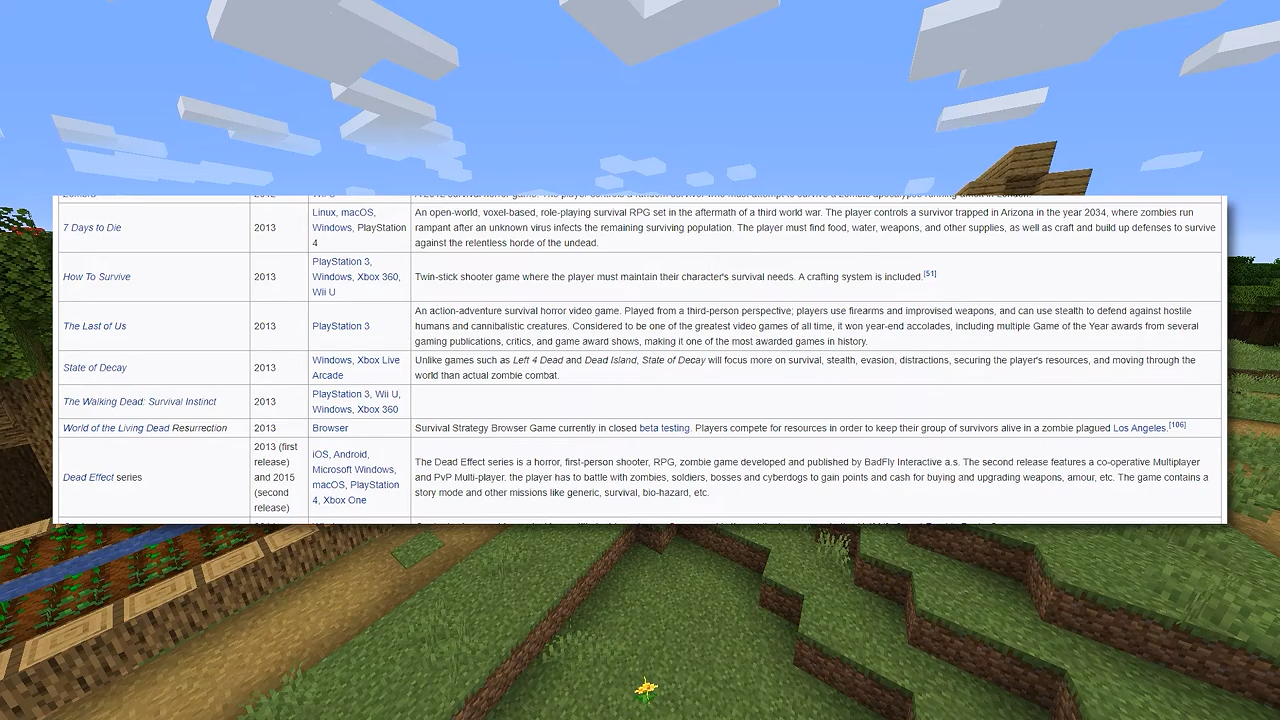 7 Days to Die
2013
Linux, macOS,
Windows, PlayStation
4
An open-world, voxel-based, role-playing survival RPG set in the aftermath of a third world war. The player controls a survivor trapped in Arizona in the year 2034, where zombies run
rampant after an unknown virus infects the remaining surviving population. The player must find food, water, weapons, and other supplies, as well as craft and build up defenses to survive
against the relentless horde of the undead.
How To Survive
2013
PlayStation 3,
Windows, Xbox 360,
Wii U
Twin-stick shooter game where the player must maintain their character's survival needs. A crafting system is included.[51]
The Last of Us
2013
PlayStation 3
An action-adventure survival horror video game. Played from a third-person perspective; players use firearms and improvised weapons, and can use stealth to defend against hostile
humans and cannibalistic creatures. Considered to be one of the greatest video games of all time, it won year-end accolades, including multiple Game of the Year awards from several
gaming publications, critics, and game award shows, making it one of the most awarded games in history.
State of Decay
2013
Windows, Xbox Live
Arcade
Unlike games such as Left 4 Dead and Dead Island, State of Decay will focus more on survival, stealth, evasion, distractions, securing the player's resources, and moving through the
world than actual zombie combat.
The Walking Dead: Survival Instinct
2013
PlayStation 3, Wii U,
Windows, Xbox 360
World of the Living Dead Resurrection
2013
Browser
Survival Strategy Browser Game currently in closed beta testing. Players compete for resources in order to keep their group of survivors alive in a zombie plagued Los Angeles.[106]
Dead Effect series
2013 (first
release)
and 2015
(second
release)
iOS, Android,
Microsoft Windows,
macOS, PlayStation
4, Xbox One
The Dead Effect series is a horror, first-person shooter, RPG, zombie game developed and published by BadFly Interactive a.s. The second release features a co-operative Multiplayer
and PvP Multi-player. the player has to battle with zombies, soldiers, bosses and cyberdogs to gain points and cash for buying and upgrading weapons, amour, etc. The game contains a
story mode and other missions like generic, survival, bio-hazard, etc.